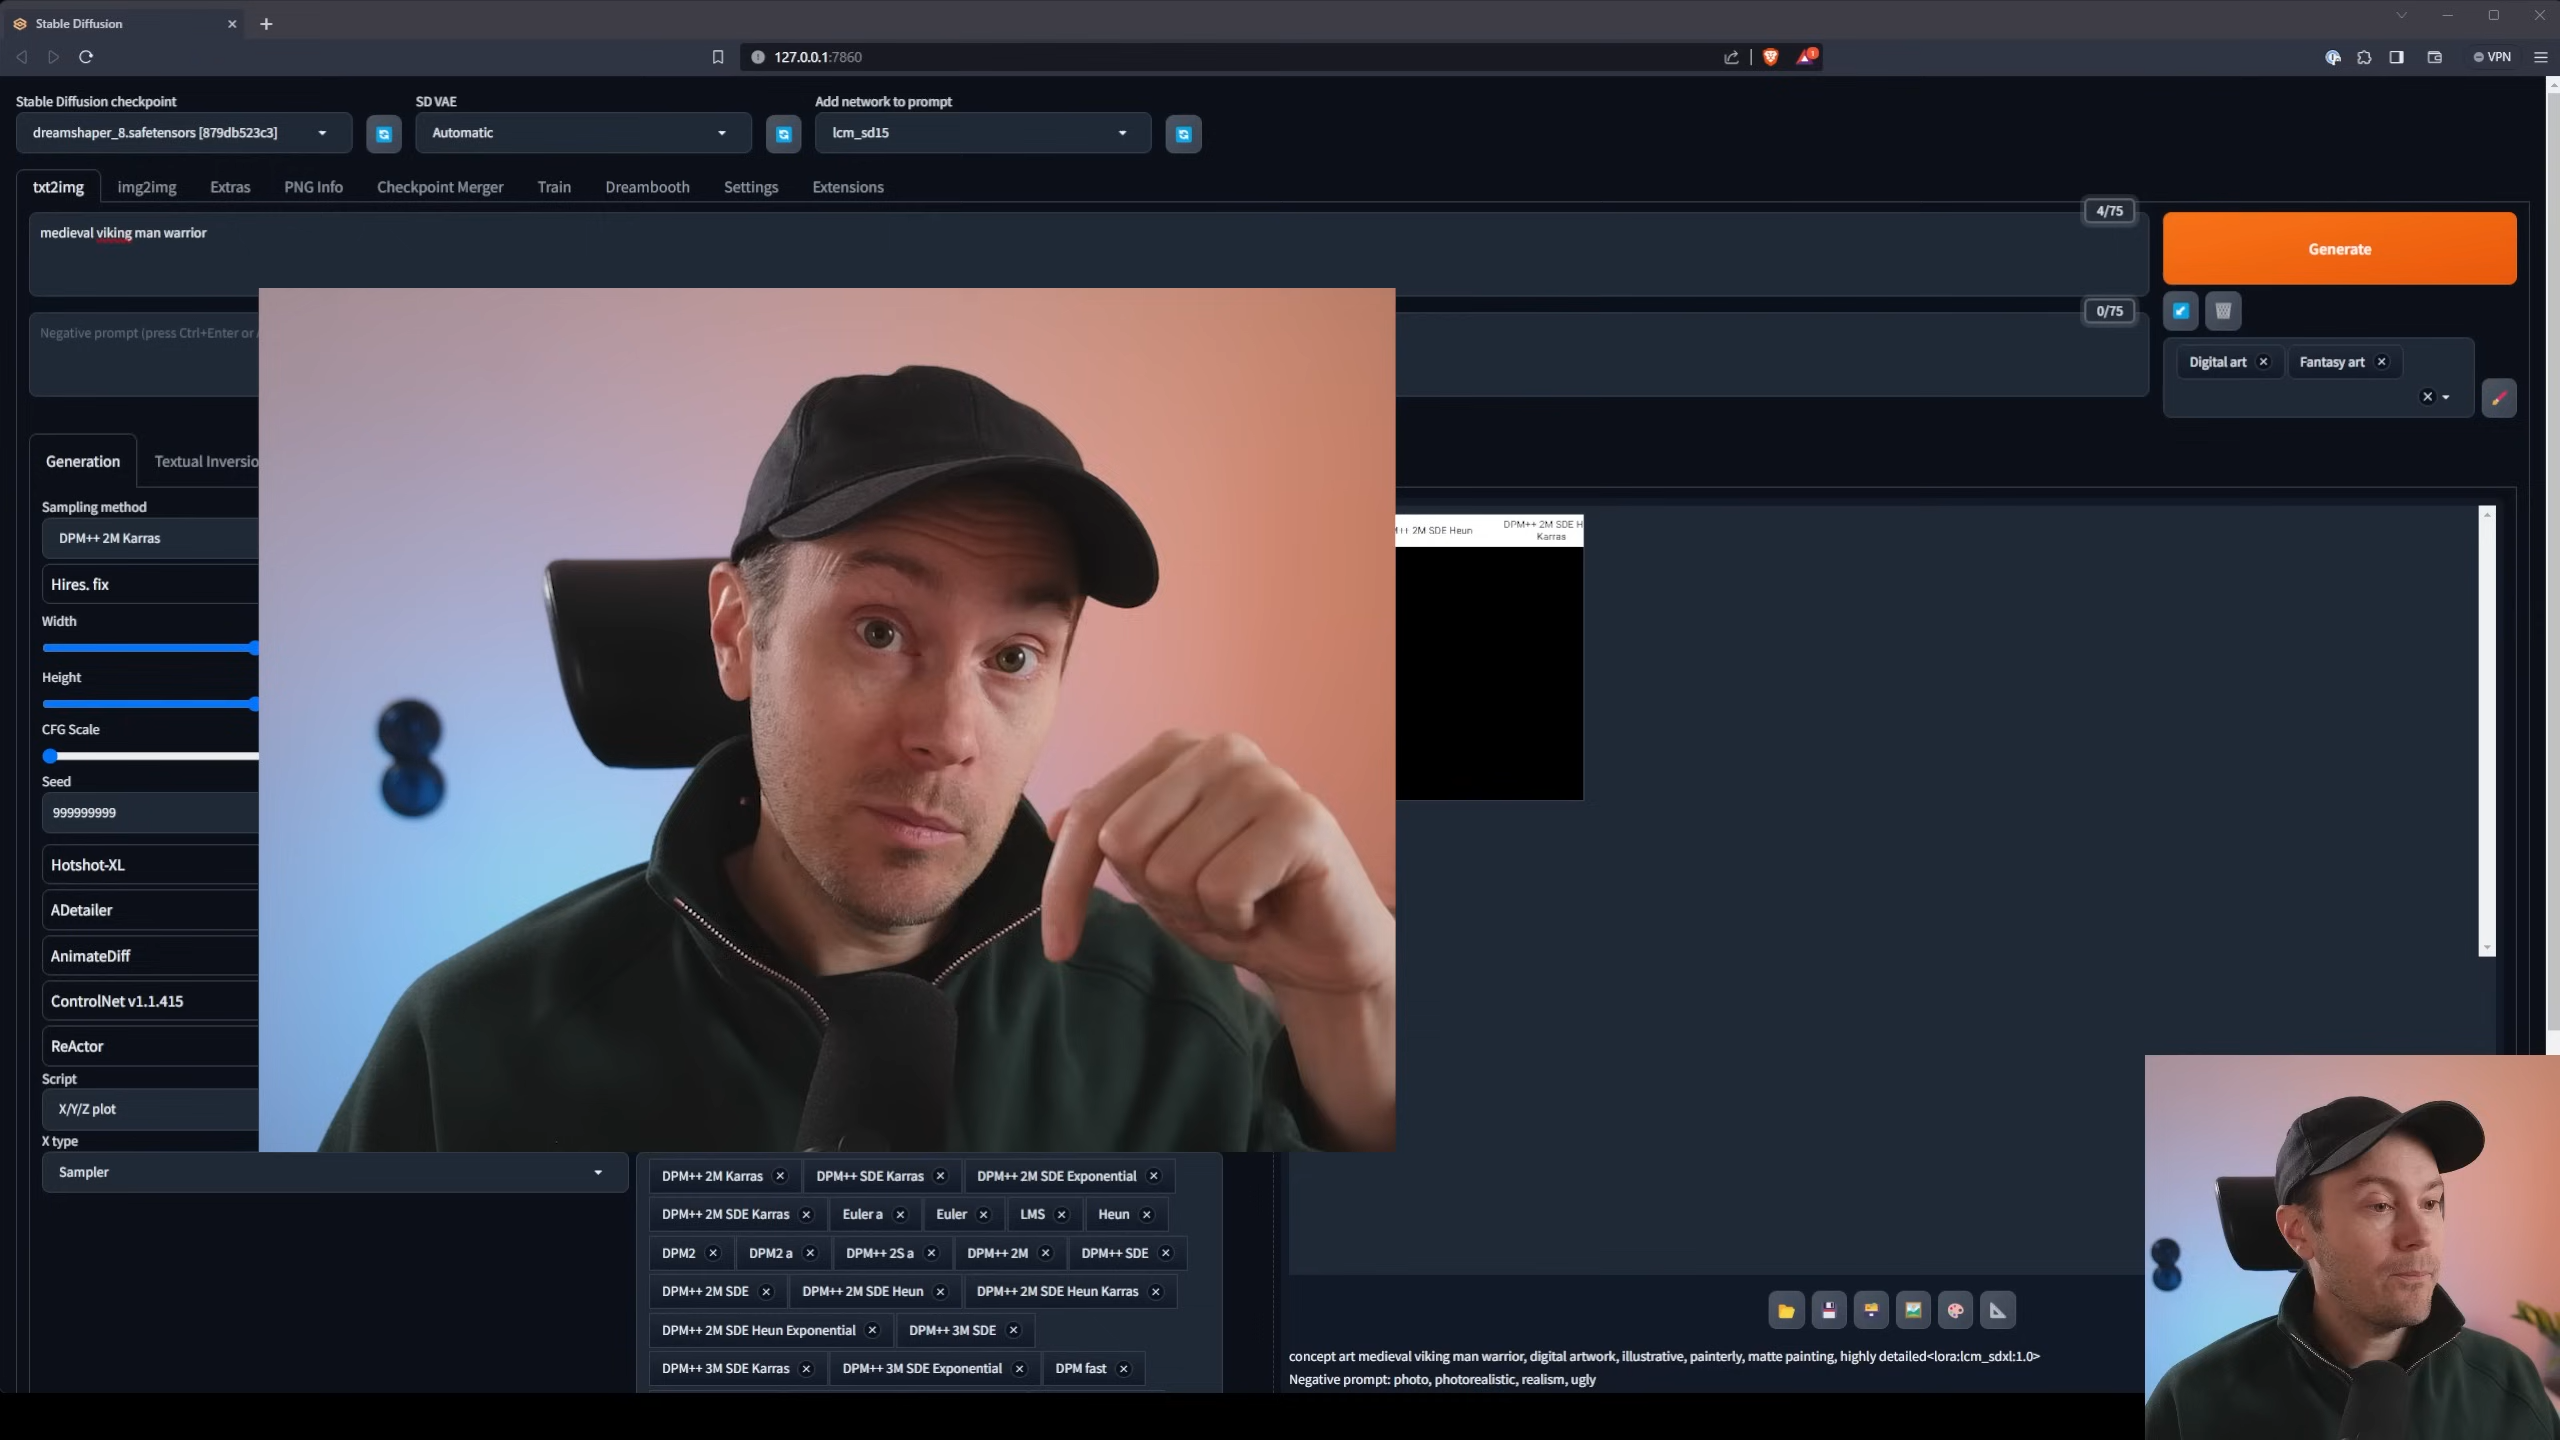 Stable Diffusion
127.0.0.1:7860
VPN
Stable Diffusion checkpoint
SD VAE
Add network to prompt
dreamshaper_8.safetensors [879db523c3]
Automatic
lcm_sd15
txt2img img2img Extras PNG Info Checkpoint Merger Train Dreambooth Settings Extensions
4/75
medieval viking man warrior
Generate
0/75
Negative prompt (press Ctrl+Enter or
Digital art
Fantasy art
Generation
Textual Inversio
Sampling method
DPM++ 2M Karras
2M SDE Heun
DPM++ 2M SDE H
Karras
Hires. fix
Width
Height
CFG Scale
Seed
999999999
Hotshot-XL
ADetailer
AnimateDiff
ControlNet v1.1.415
ReActor
Script
X/Y/Z plot
X type
Sampler
DPM++ 2M Karras DPM++ SDE Karras DPM++ 2M SDE Exponential
DPM++ 2M SDE Karras Euler a Euler LMS Heun
DPM2 DPM2 a DPM++ 2S a DPM++ 2M DPM++ SDE
DPM++ 2M SDE DPM++ 2M SDE Heun DPM++ 2M SDE Heun Karras
DPM++ 2M SDE Heun Exponential DPM++ 3M SDE
DPM++ 3M SDE Karras DPM++ 3M SDE Exponential DPM fast
concept art medieval viking man warrior, digital artwork, illustrative, painterly, matte painting, highly detailed<lora:lcm_sdxl:1.0>
Negative prompt: photo, photorealistic, realism, ugly